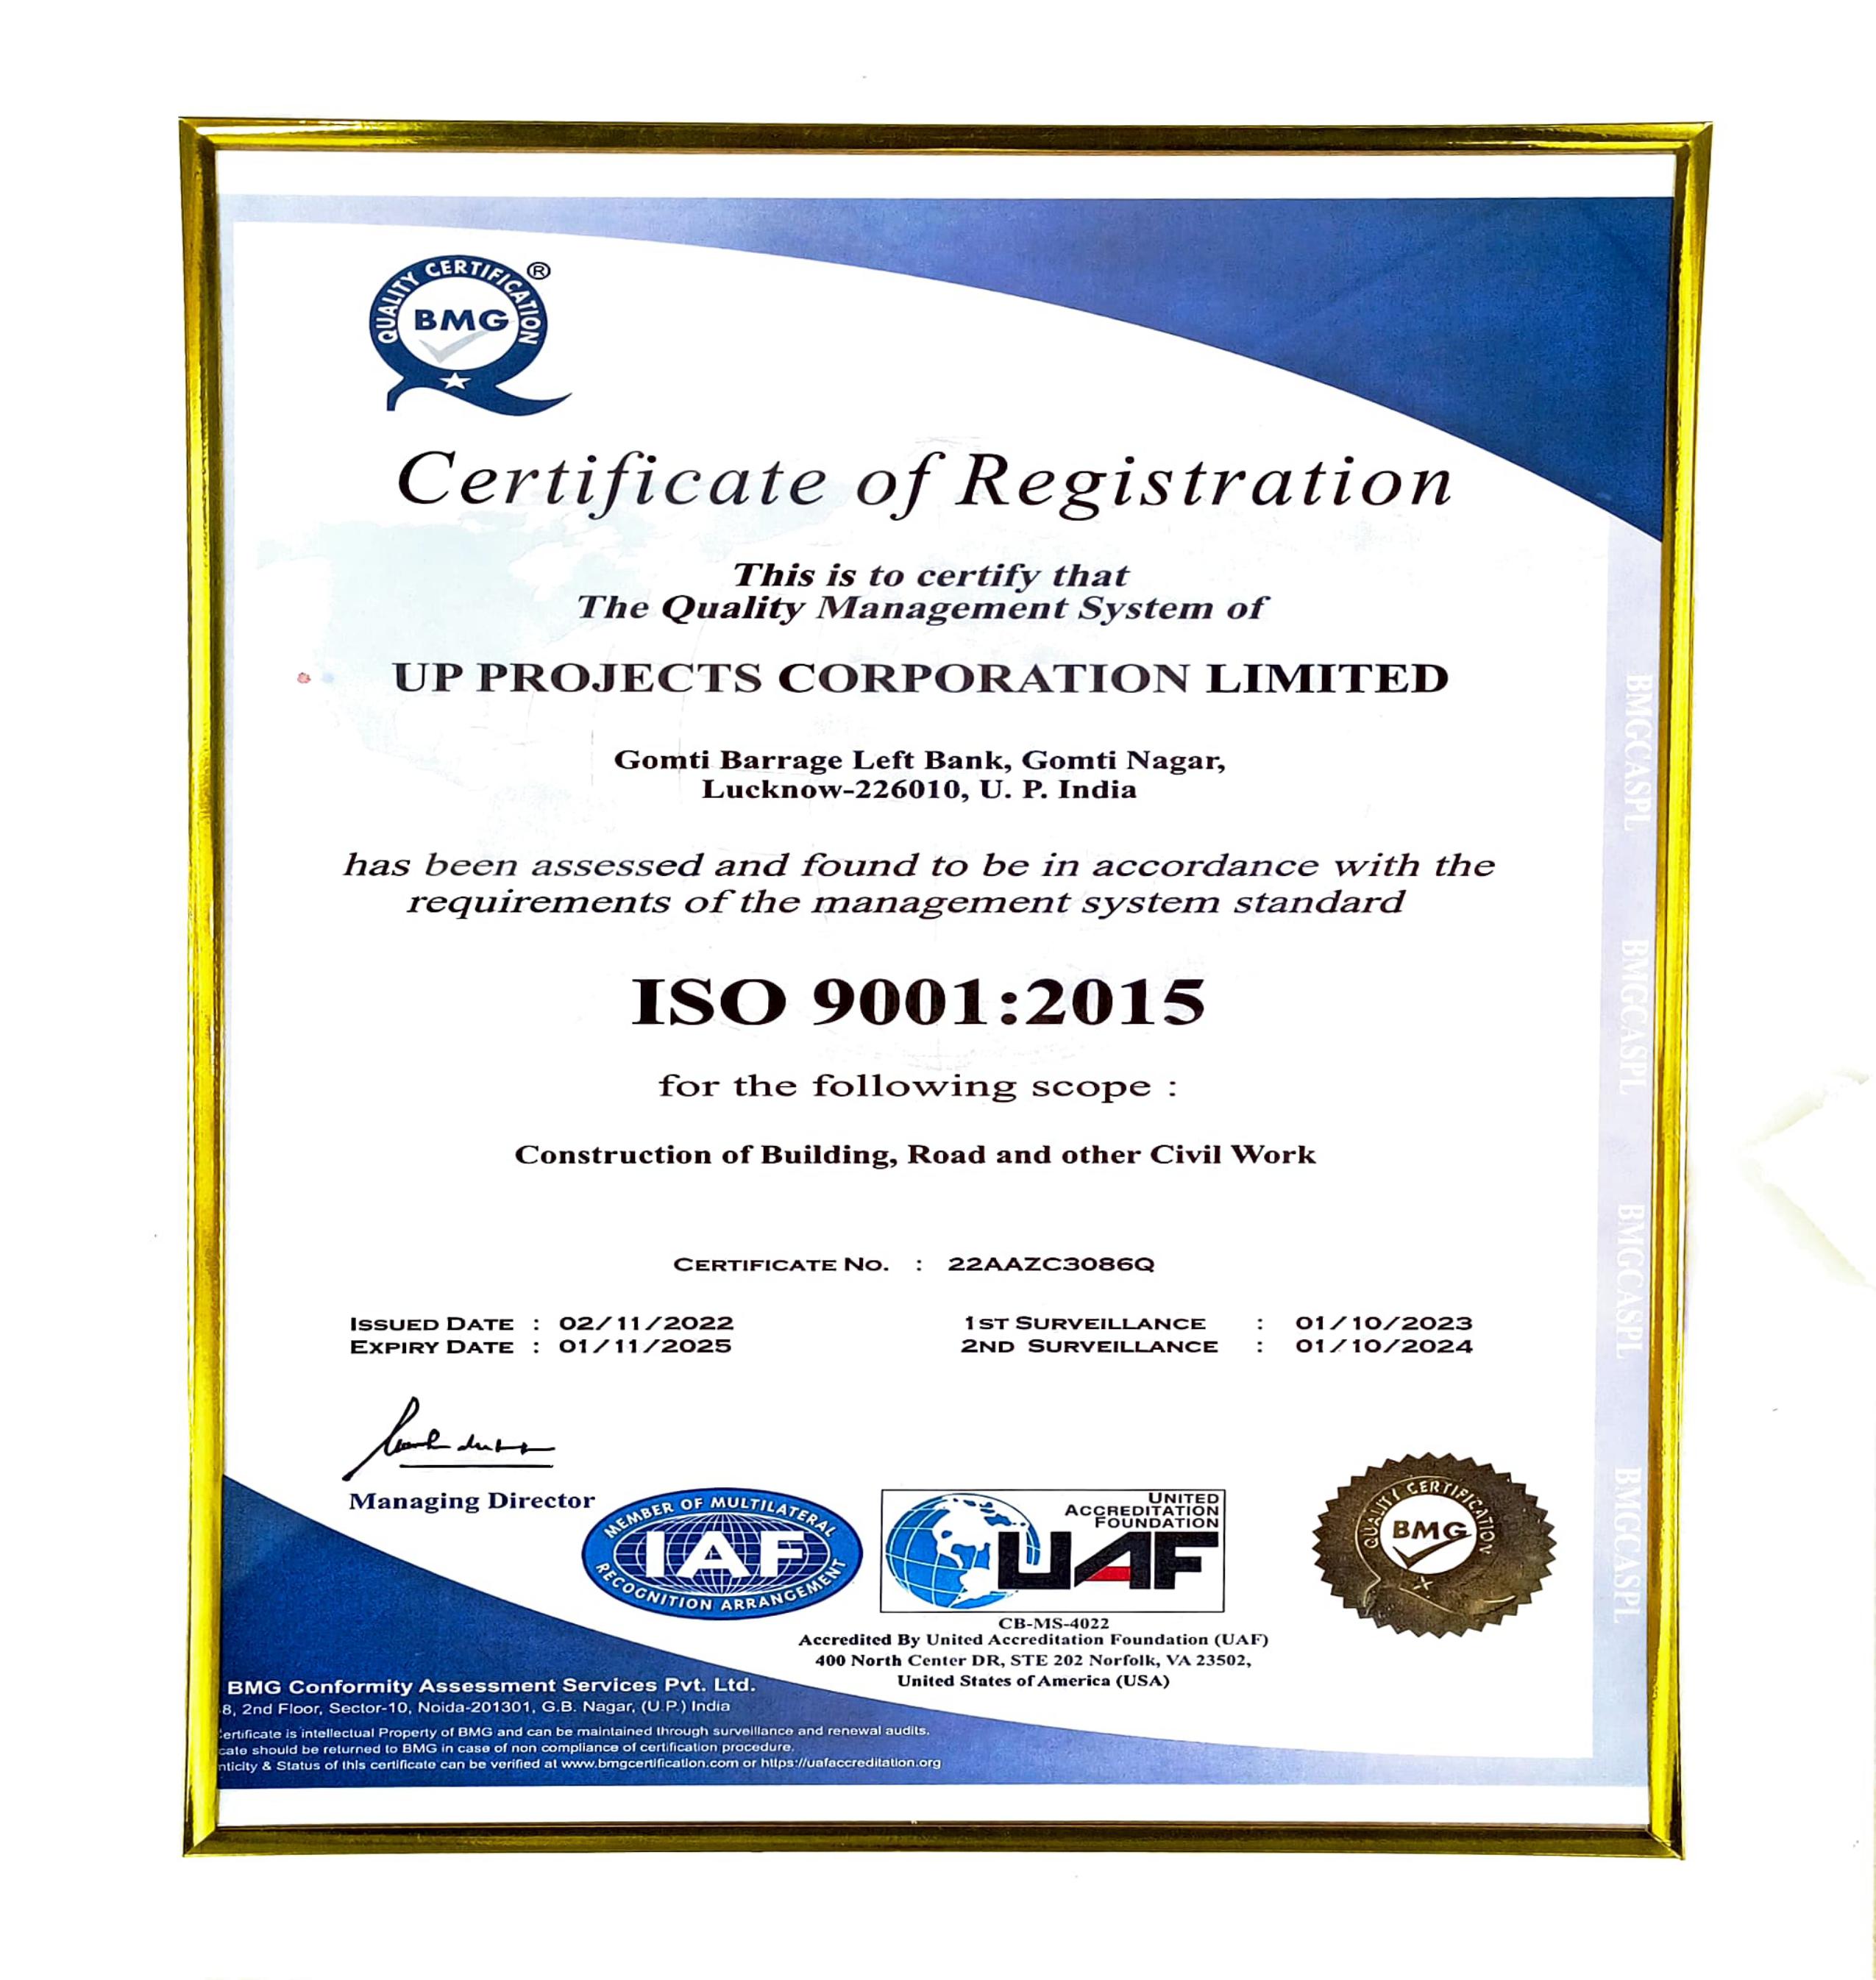 QUALITY CERTIFICATION ®
BMG
Certificate of Registration
This is to certify that
The Quality Management System of
UP PROJECTS CORPORATION LIMITED
Gomti Barrage Left Bank, Gomti Nagar,
Lucknow-226010, U. P. India
has been assessed and found to be in accordance with the
requirements of the management system standard
ISO 9001:2015
for the following scope :
Construction of Building, Road and other Civil Work
CERTIFICATE NO. : 22AAZC3086Q
ISSUED DATE : 02/11/2022
EXPIRY DATE : 01/11/2025
1ST SURVEILLANCE : 01/10/2023
2ND SURVEILLANCE : 01/10/2024
Managing Director
MEMBER OF MULTILATERAL
IAF
RECOGNITION ARRANGEMENT
UNITED
ACCREDITATION
FOUNDATION
UAF
CB-MS-4022
Accredited By United Accreditation Foundation (UAF)
400 North Center DR, STE 202 Norfolk, VA 23502,
United States of America (USA)
QUALITY CERTIFICATION
BMG
BMG Conformity Assessment Services Pvt. Ltd.
8, 2nd Floor, Sector-10, Noida-201301, G.B. Nagar, (U.P.) India
ertificate is intellectual Property of BMG and can be maintained through surveillance and renewal audits.
cate should be returned to BMG in case of non compliance of certification procedure.
nticity & Status of this certificate can be verified at www.bmgcertification.com or https://uafaccreditation.org
BMGCASPL
BMGCASPL
BMGCASPL
BMGCASPL